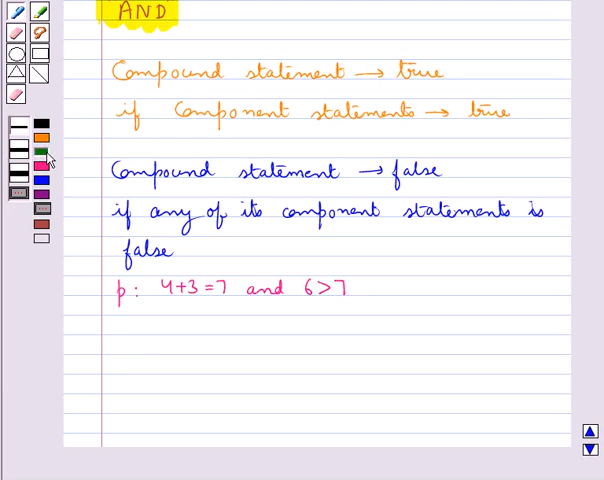 AND
Compound statement → true
if Component statements → true
Compound statement → false
if any of its component statements is
false
p: 4+3=7 and 6>7